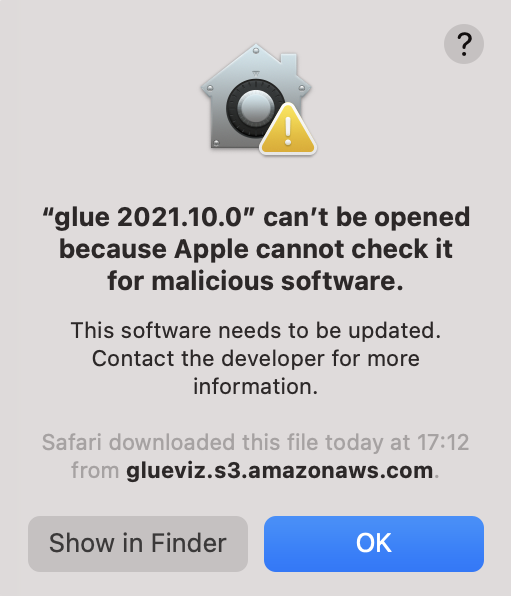 ?
“glue 2021.10.0” can’t be opened
because Apple cannot check it
for malicious software.
This software needs to be updated.
Contact the developer for more
information.
Safari downloaded this file today at 17:12
from glueviz.s3.amazonaws.com.
Show in Finder
OK